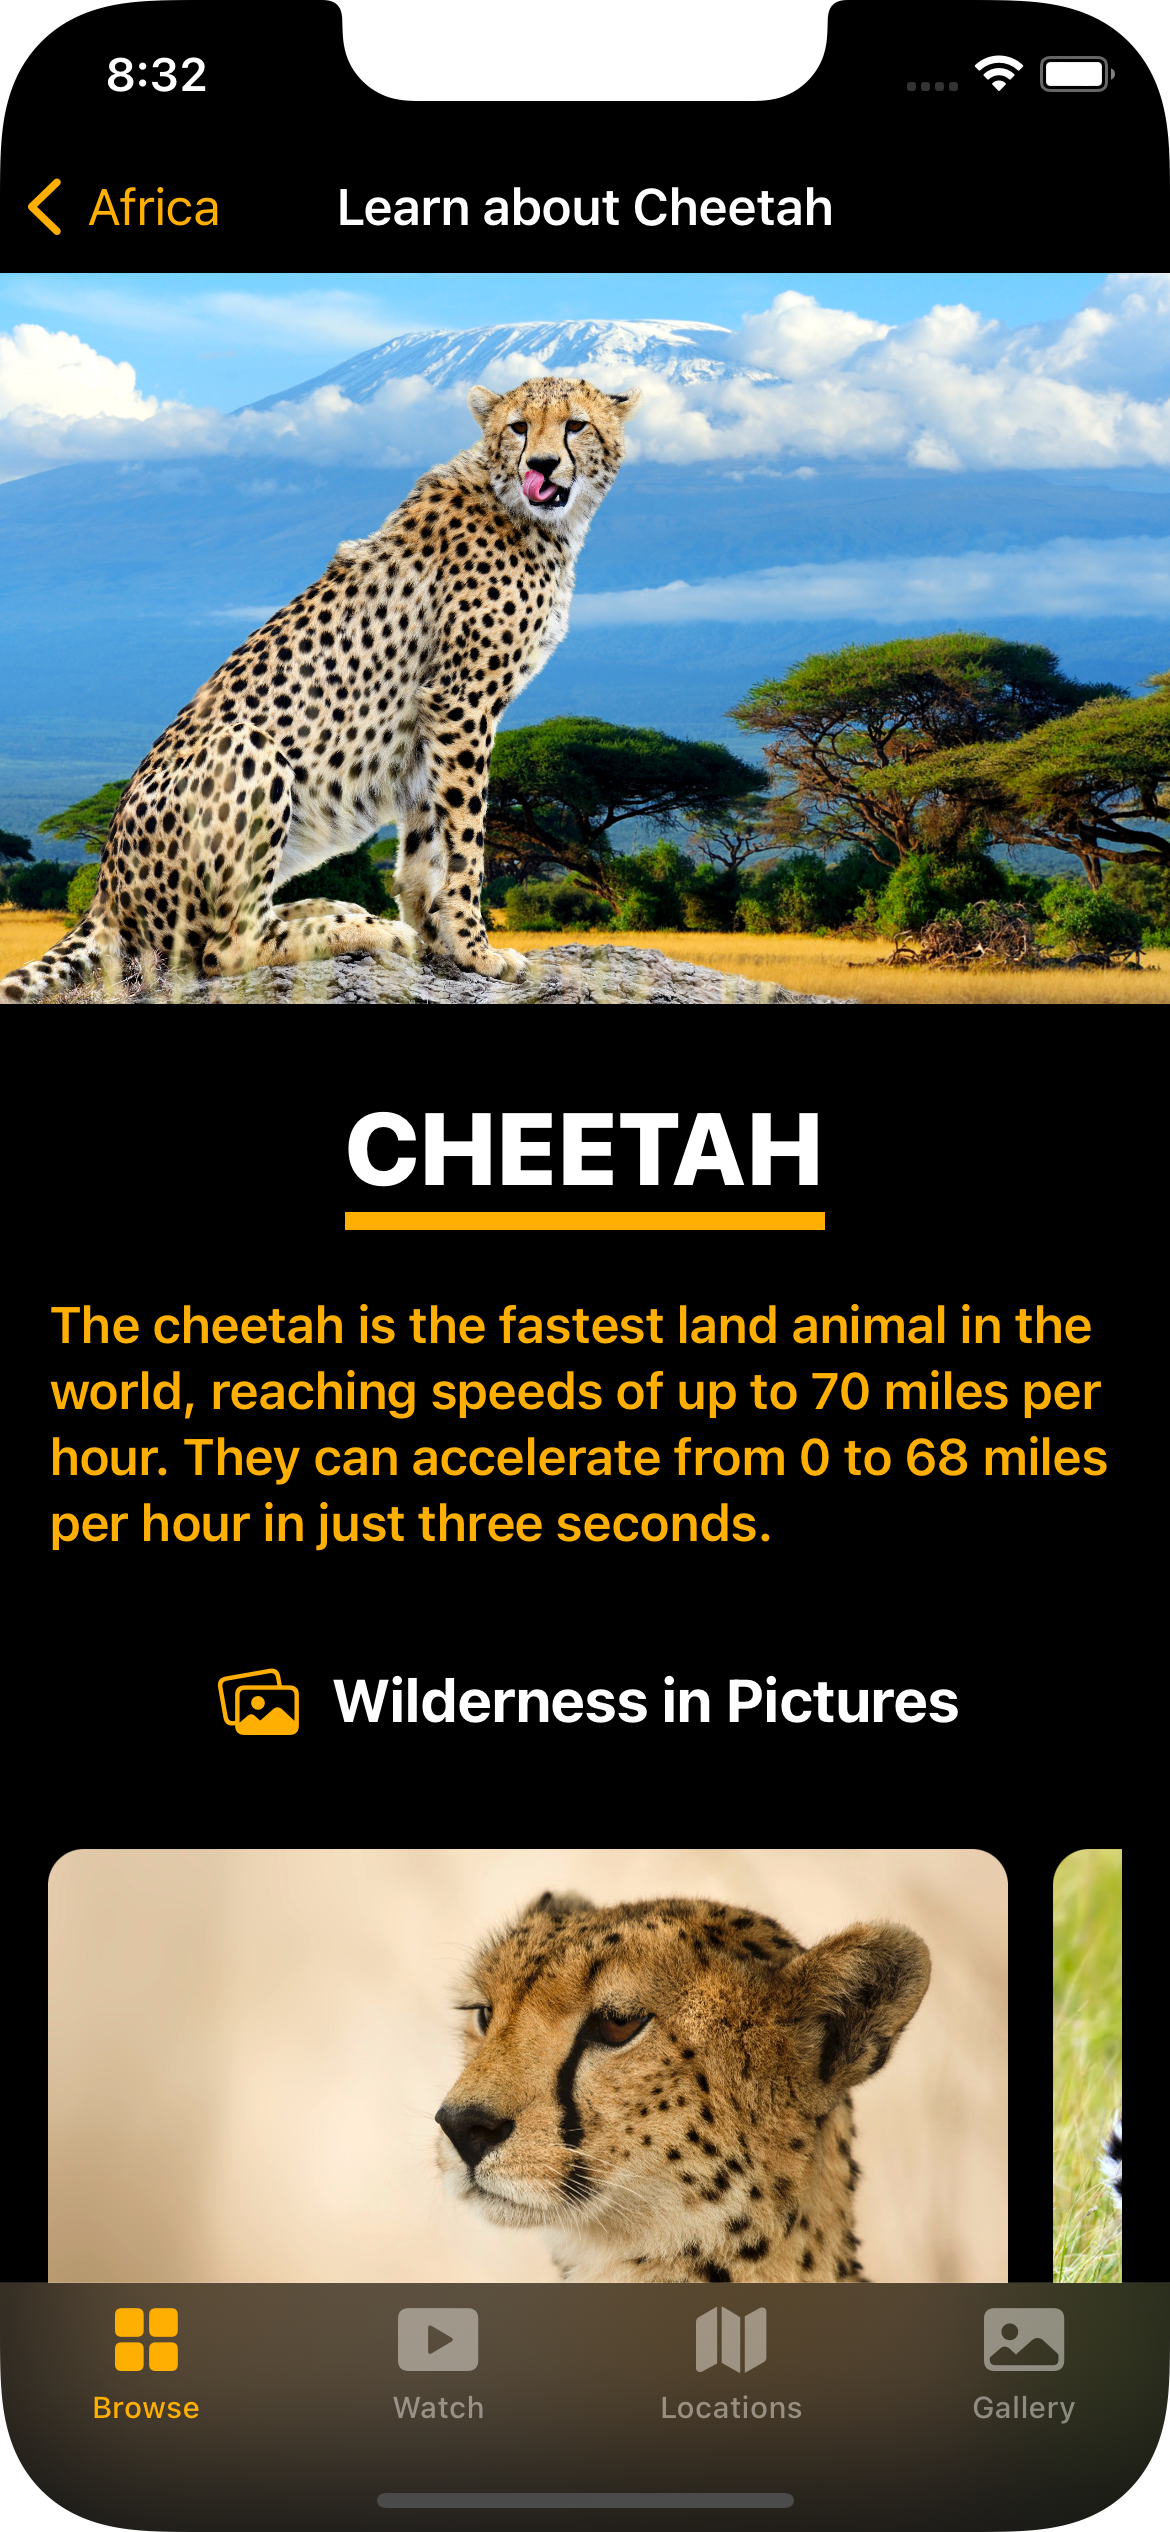 8:32
Africa
Learn about Cheetah
CHEETAH
The cheetah is the fastest land animal in the
world, reaching speeds of up to 70 miles per
hour. They can accelerate from 0 to 68 miles
per hour in just three seconds.
Wilderness in Pictures
Browse
Watch
Locations
Gallery